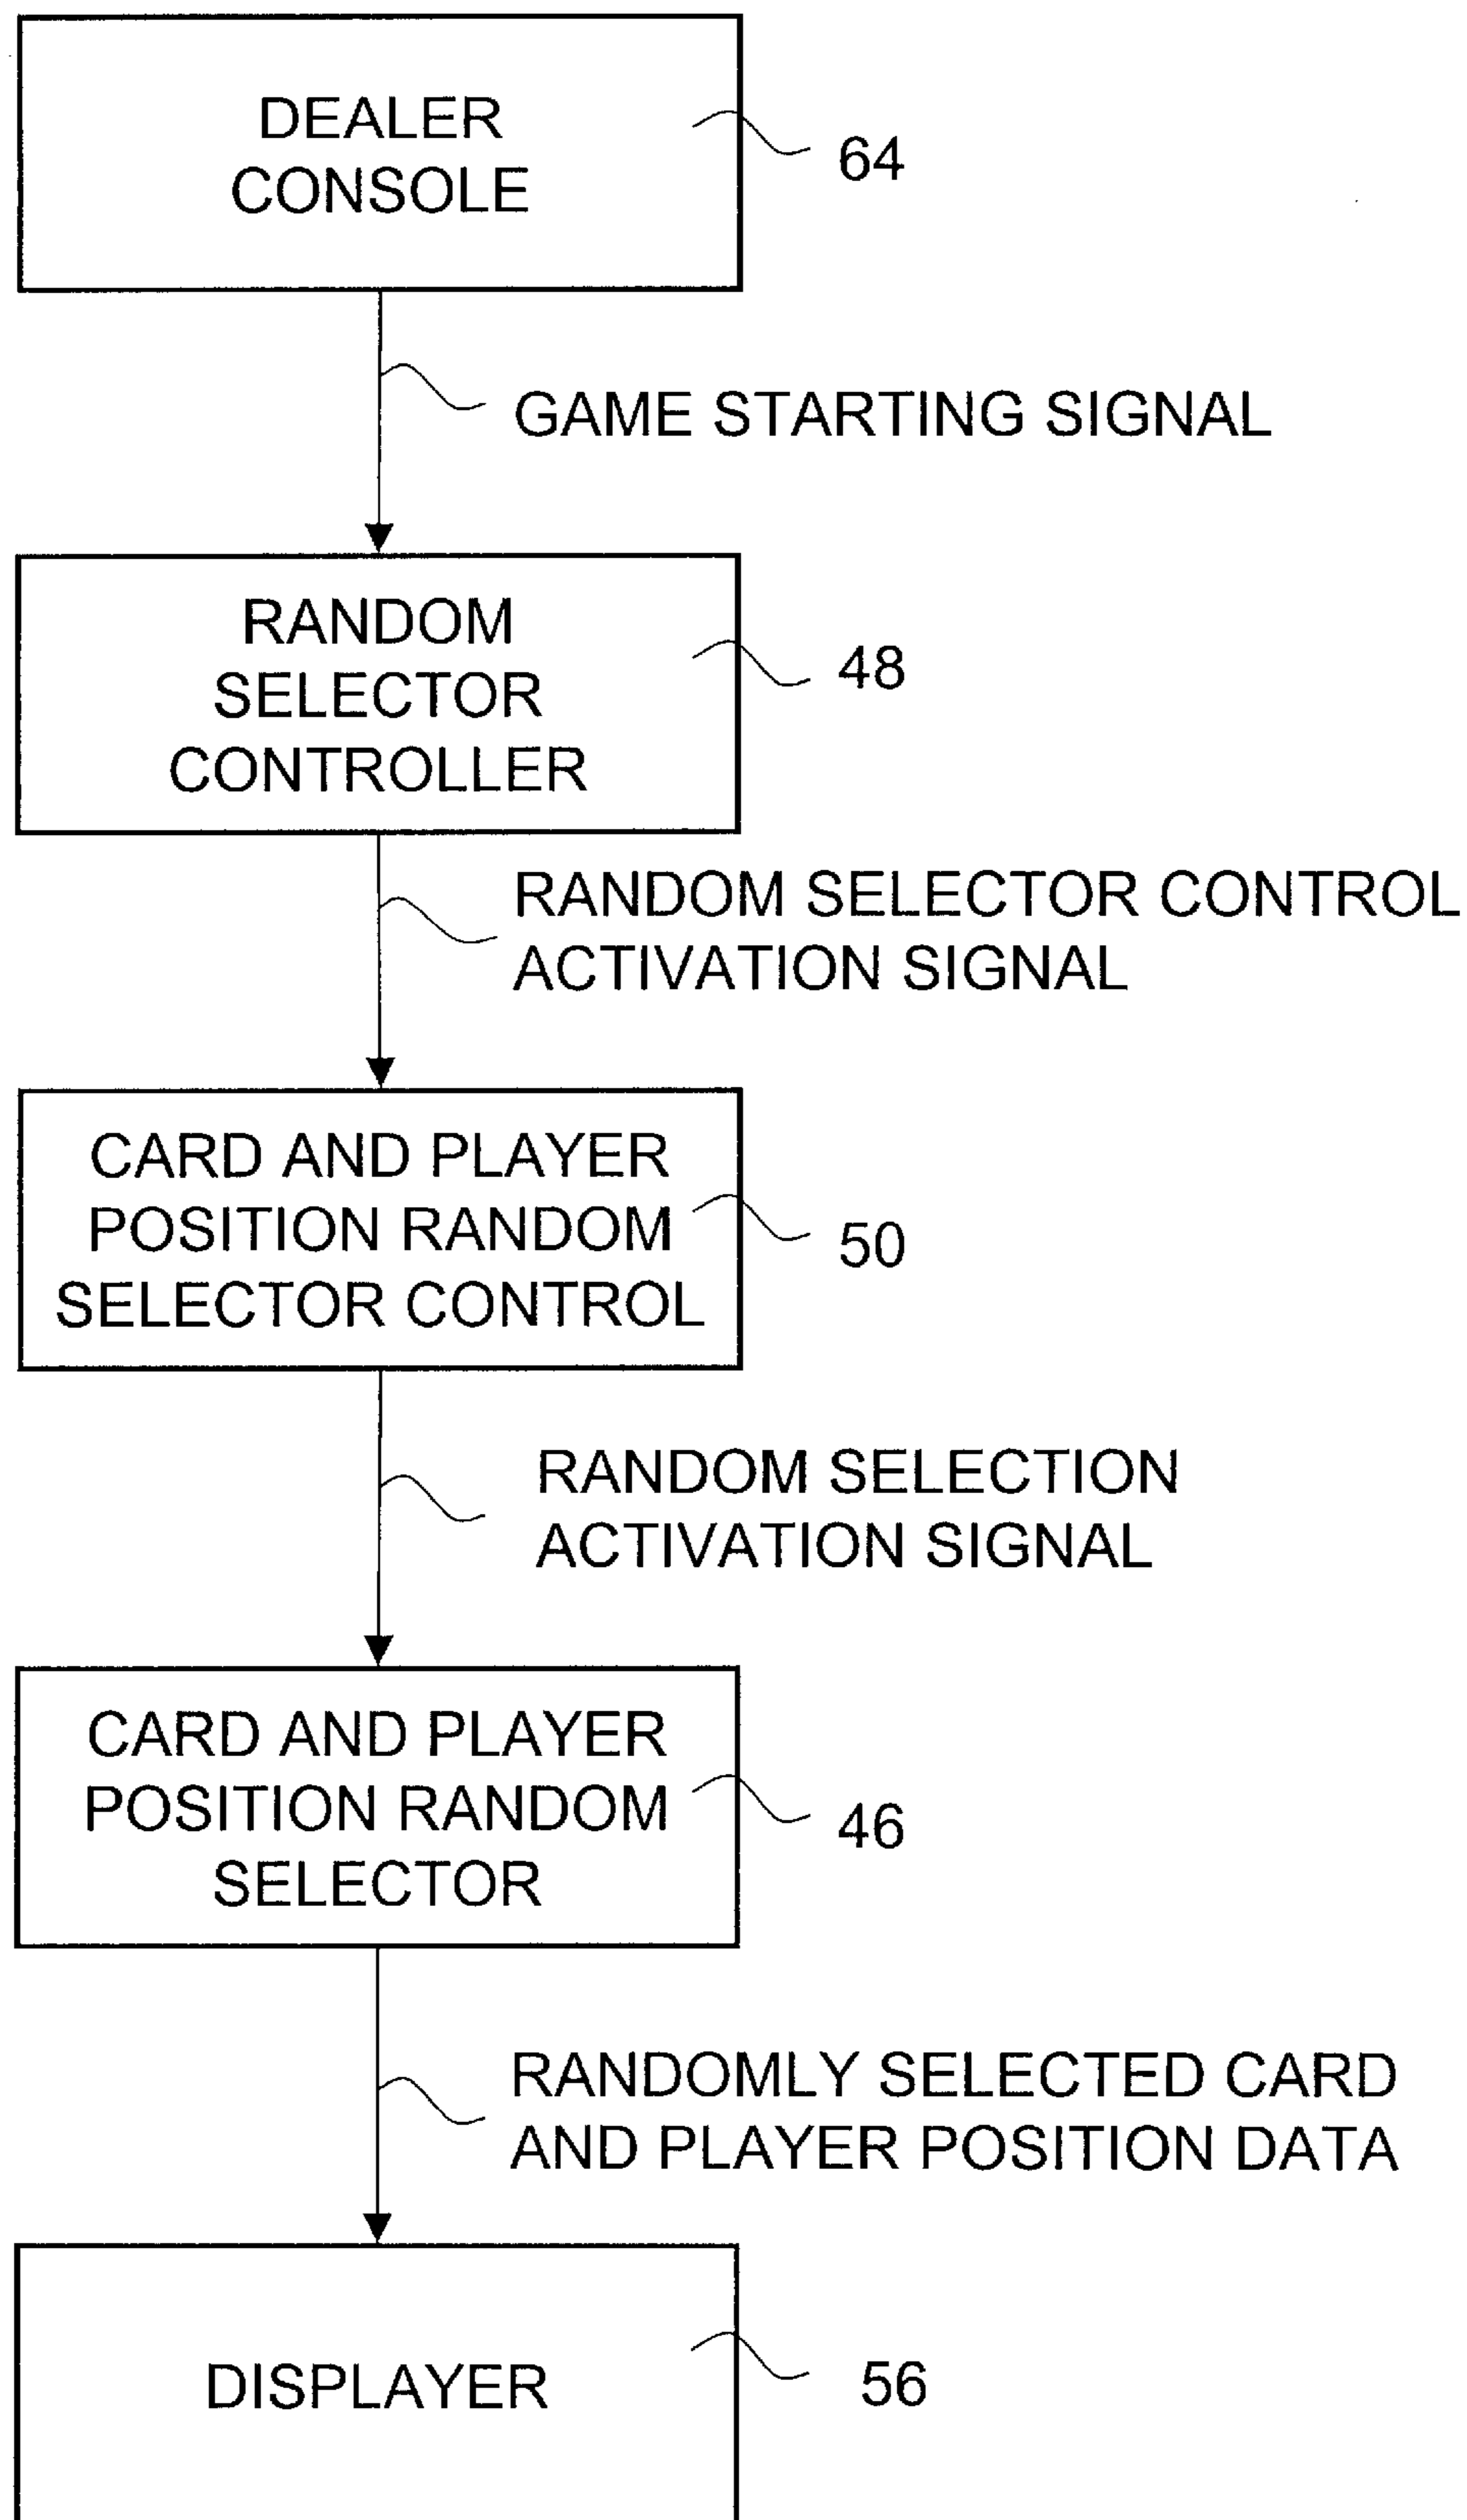 DEALER
CONSOLE
64
GAME STARTING SIGNAL
RANDOM
SELECTOR
CONTROLLER
48
RANDOM SELECTOR CONTROL
ACTIVATION SIGNAL
CARD AND PLAYER
POSITION RANDOM
SELECTOR CONTROL
50
RANDOM SELECTION
ACTIVATION SIGNAL
CARD AND PLAYER
POSITION RANDOM
SELECTOR
46
RANDOMLY SELECTED CARD
AND PLAYER POSITION DATA
DISPLAYER
56